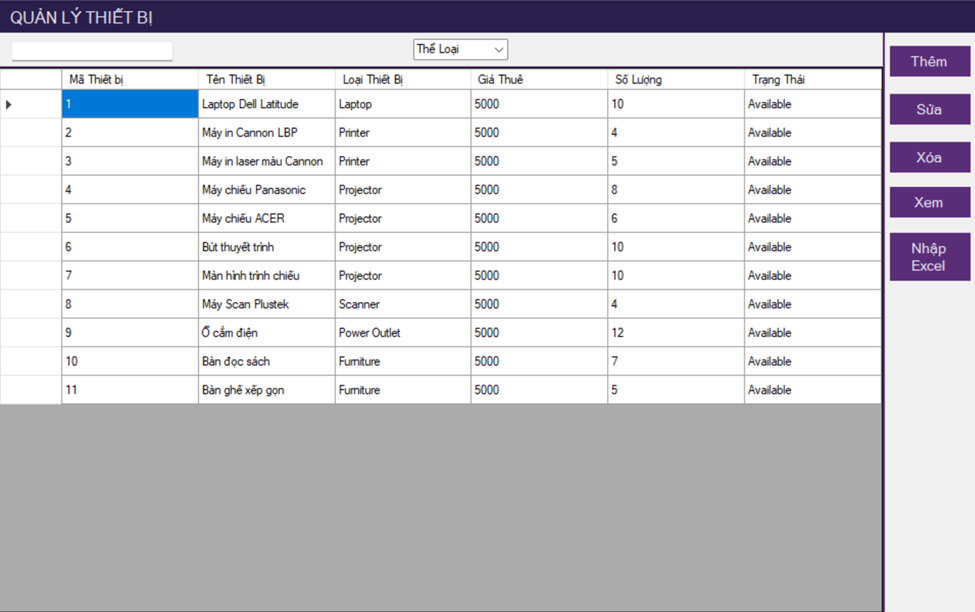 QUẢN LÝ THIẾT BỊ
Thể Loại
Thêm
Sửa
Xóa
Xem
Nhập
Excel
Mã Thiết bị Tên Thiết Bị Loại Thiết Bị Giá Thuê Số Lượng Trạng Thái
1 Laptop Dell Latitude Laptop 5000 10 Available
2 Máy in Cannon LBP Printer 5000 4 Available
3 Máy in laser màu Cannon Printer 5000 5 Available
4 Máy chiếu Panasonic Projector 5000 8 Available
5 Máy chiếu ACER Projector 5000 6 Available
6 Bút thuyết trình Projector 5000 10 Available
7 Màn hình trình chiếu Projector 5000 10 Available
8 Máy Scan Plustek Scanner 5000 4 Available
9 Ổ cắm điện Power Outlet 5000 12 Available
10 Bàn đọc sách Furniture 5000 7 Available
11 Bàn ghế xếp gọn Furniture 5000 5 Available